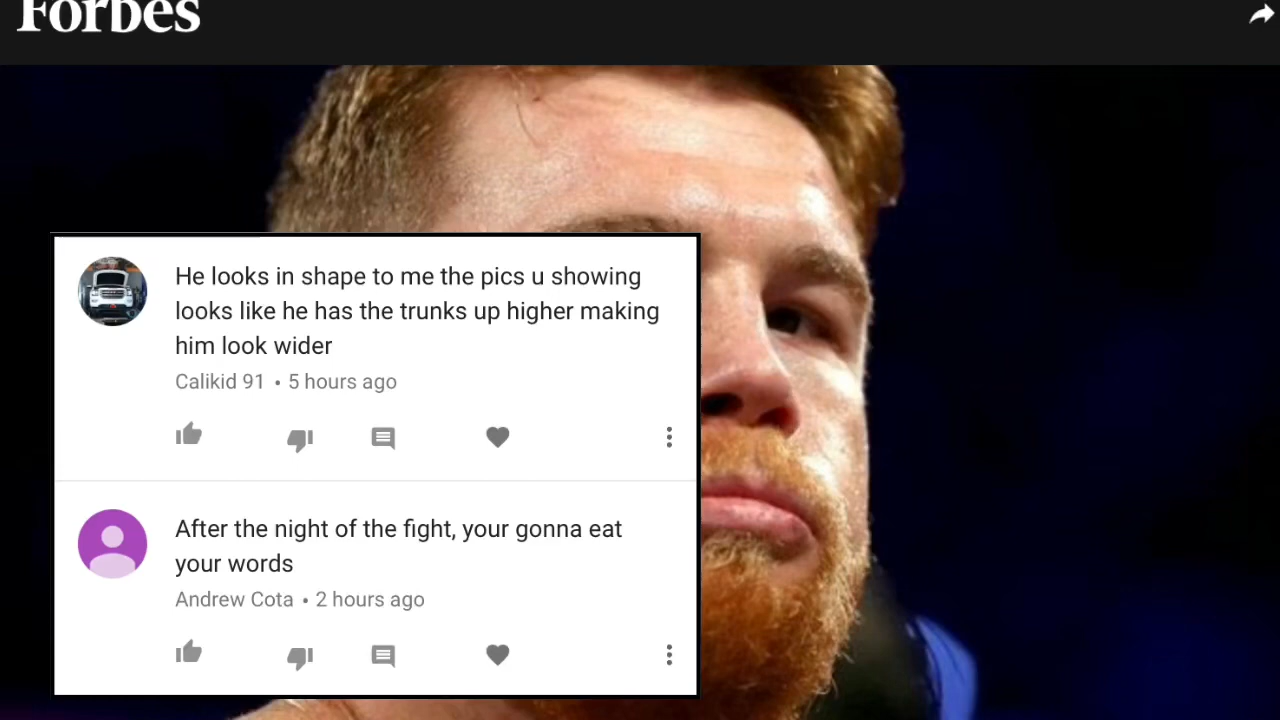 Forbes
He looks in shape to me the pics u showing
looks like he has the trunks up higher making
him look wider
Calikid 91 • 5 hours ago
After the night of the fight, your gonna eat
your words
Andrew Cota • 2 hours ago